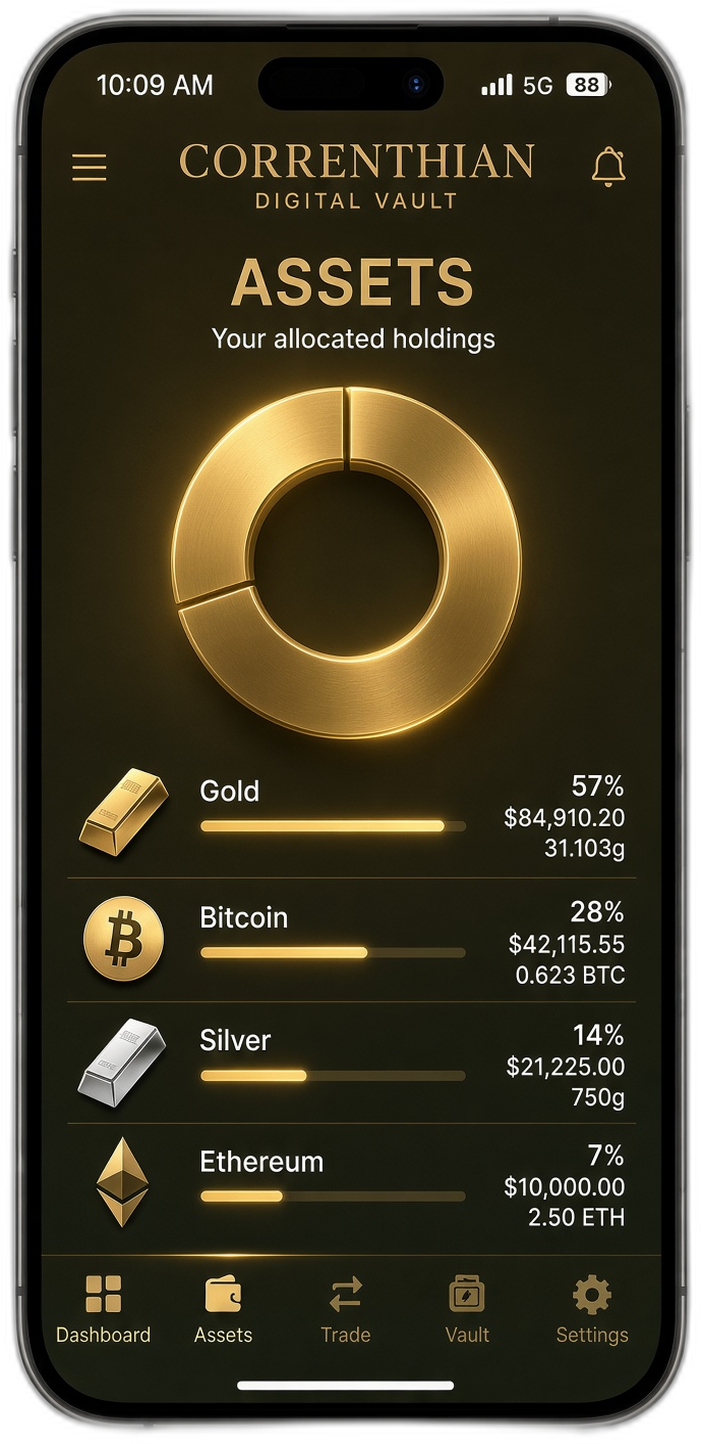 10:09 AM 5G 88
CORRENTHIAN
DIGITAL VAULT
ASSETS
Your allocated holdings
Gold
57%
$84,910.20
31.103g
Bitcoin
28%
$42,115.55
0.623 BTC
Silver
14%
$21,225.00
750g
Ethereum
7%
$10,000.00
2.50 ETH
Dashboard Assets Trade Vault Settings